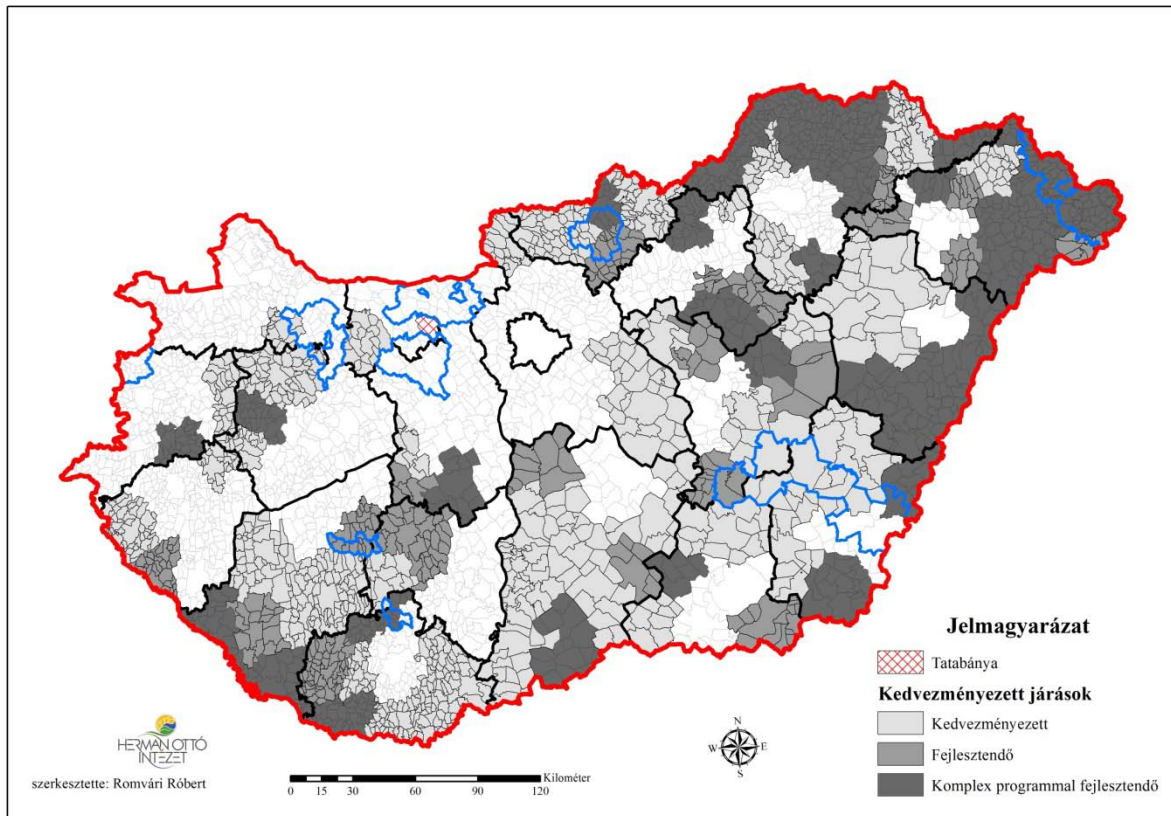 Jelmagyarázat
Tatabánya
Kedvezményezett járások
Kedvezményezett
Fejlesztendő
Komplex programmal fejlesztendő
HERMAN OTTÓ
INTÉZET
szerkesztette: Romvári Róbert
Kilométer
0 15 30 60 90 120
N
W E
S